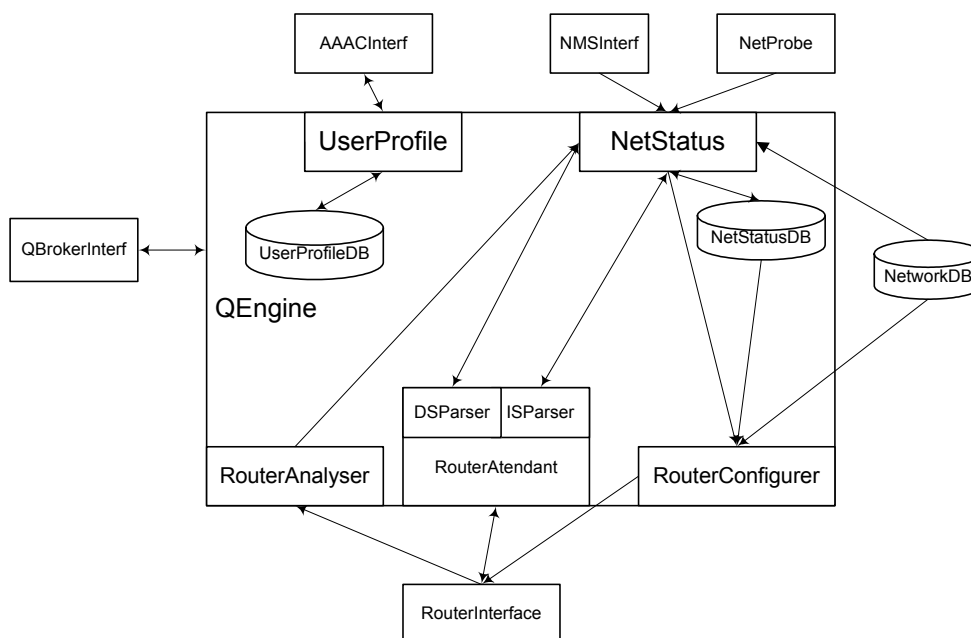 AAACInterf
NMSInterf
NetProbe
UserProfile
NetStatus
QBrokerInterf
UserProfileDB
NetStatusDB
NetworkDB
QEngine
DSParser
ISParser
RouterAnalyser
RouterAtendant
RouterConfigurer
RouterInterface